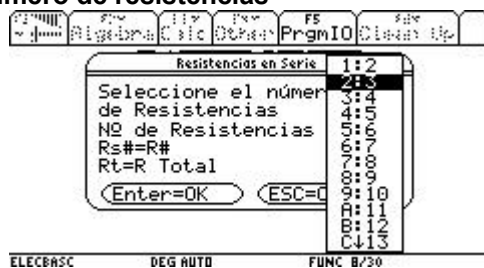 mero de resistencias
F5
Algebra Calc Other PrgmIO Clean Up
Resistencias en Serie
Seleccione el númer
de Resistencias
Nº de Resistencias
Rs#=R#
Rt=R Total
Enter=OK ESC=C
1:2
2:3
3:4
4:5
5:6
6:7
7:8
8:9
9:10
A:11
B:12
C↓13
ELECBASC DEG AUTO FUNC 8/30